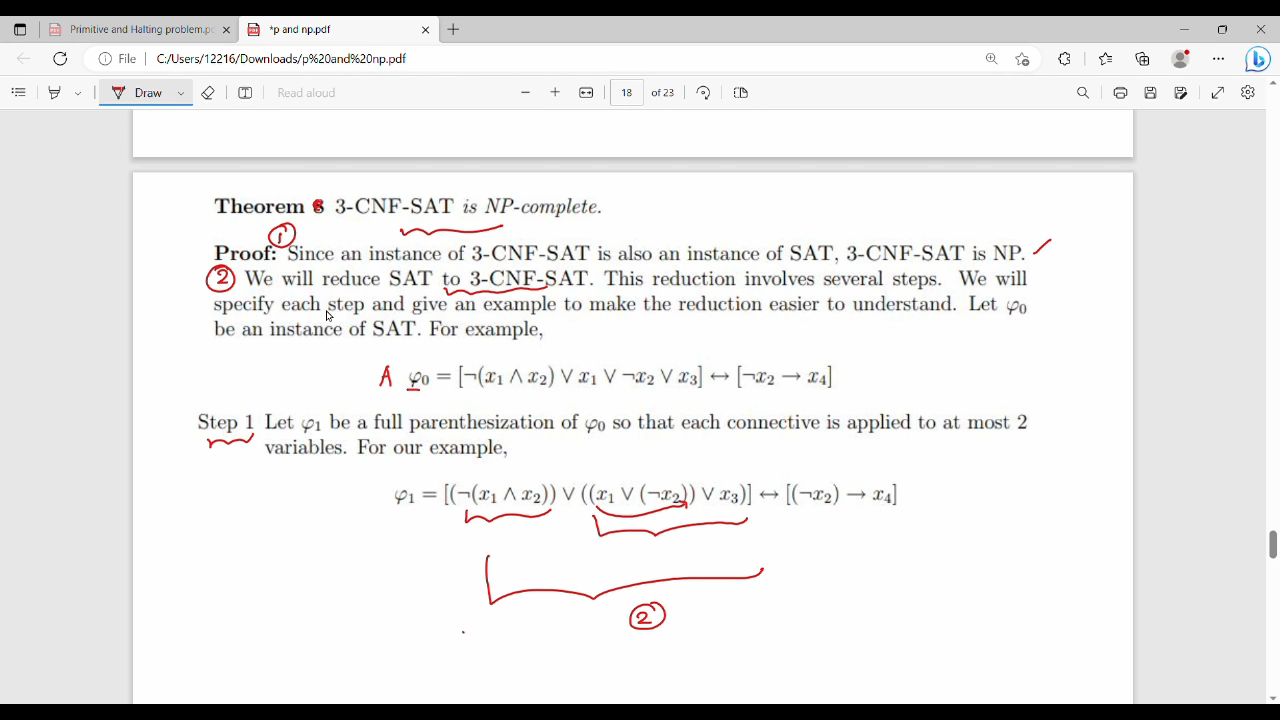 Primitive and Halting problem.pc
*p and np.pdf
File
C:/Users/12216/Downloads/p%20and%20np.pdf
Draw
Read aloud
18 of 23
Theorem 3-CNF-SAT is NP-complete.
1
Proof: Since an instance of 3-CNF-SAT is also an instance of SAT, 3-CNF-SAT is NP.
2 We will reduce SAT to 3-CNF-SAT. This reduction involves several steps. We will
specify each step and give an example to make the reduction easier to understand. Let φ₀
be an instance of SAT. For example,
A φ₀ = [¬(x₁ ∧ x₂) ∨ x₁ ∨ ¬x₂ ∨ x₃] ↔ [¬x₂ → x₄]
Step 1 Let φ₁ be a full parenthesization of φ₀ so that each connective is applied to at most 2
variables. For our example,
φ₁ = [(¬(x₁ ∧ x₂)) ∨ ((x₁ ∨ (¬x₂)) ∨ x₃)] ↔ [(¬x₂) → x₄]
2